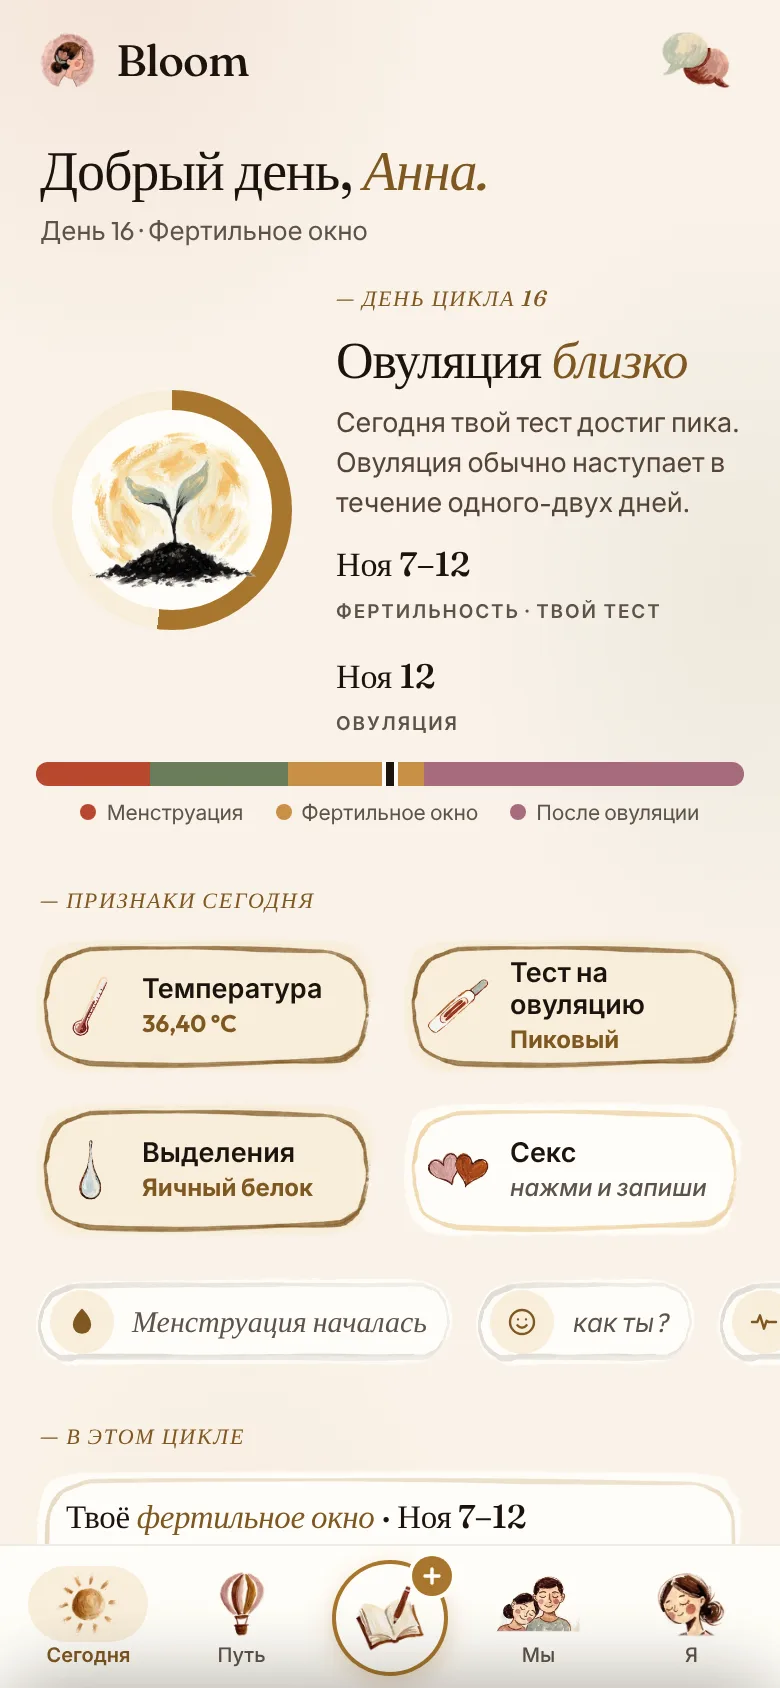 Bloom
Добрый день, Анна.
День 16 · Фертильное окно
— ДЕНЬ ЦИКЛА 16
Овуляция близко
Сегодня твой тест достиг пика.
Овуляция обычно наступает в
течение одного-двух дней.
Ноя 7–12
ФЕРТИЛЬНОСТЬ · ТВОЙ ТЕСТ
Ноя 12
ОВУЛЯЦИЯ
Менструация
Фертильное окно
После овуляции
— ПРИЗНАКИ СЕГОДНЯ
Температура
36,40 °C
Тест на
овуляцию
Пиковый
Выделения
Яичный белок
Секс
нажми и запиши
Менструация началась
как ты?
— В ЭТОМ ЦИКЛЕ
Твоё фертильное окно · Ноя 7–12
Сегодня
Путь
Мы
Я